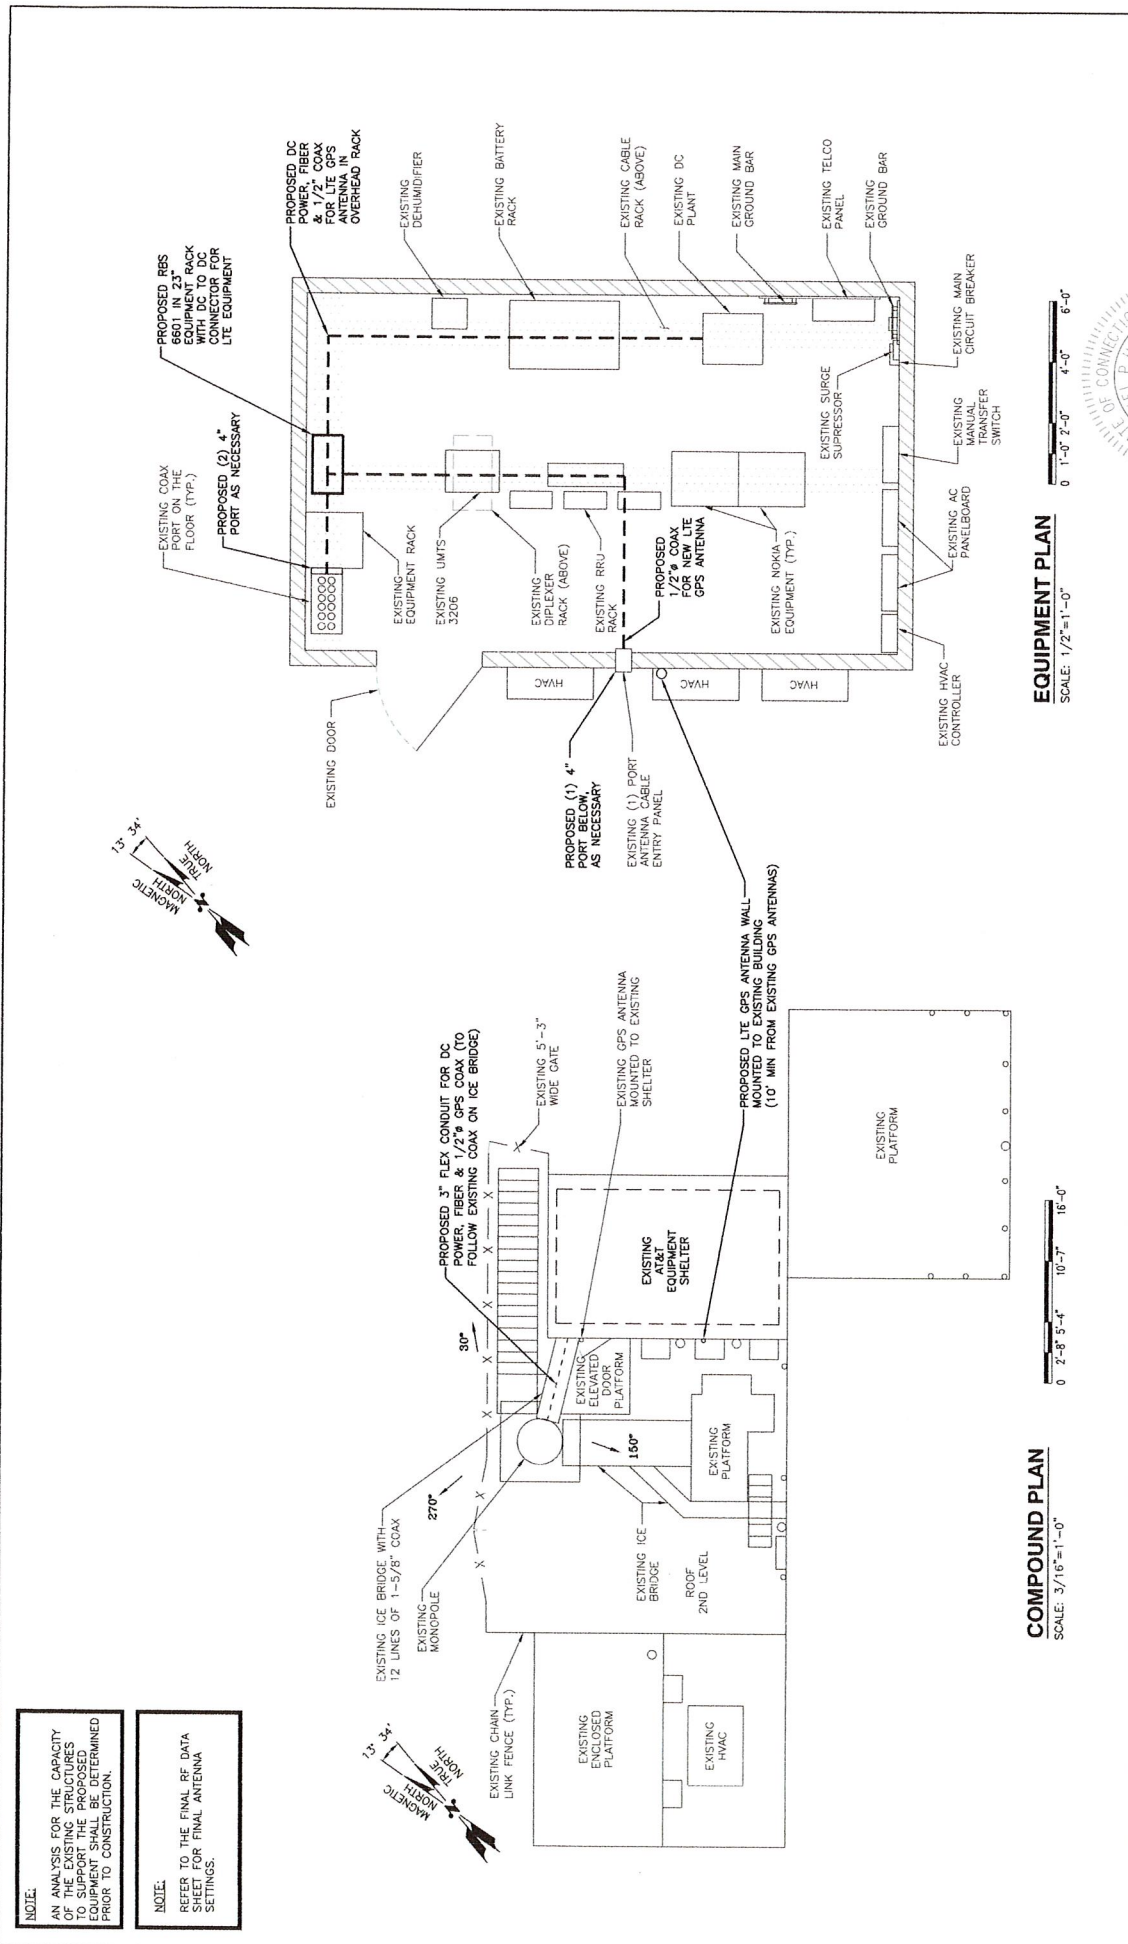 NOTE:
AN ANALYSIS FOR THE CAPACITY
OF THE EXISTING STRUCTURES
TO SUPPORT THE PROPOSED
EQUIPMENT SHALL BE DETERMINED
PRIOR TO CONSTRUCTION.
NOTE:
REFER TO THE FINAL RF DATA
SHEET FOR FINAL ANTENNA
SETTINGS.
13° 34'
MAGNETIC
NORTH
TRUE
NORTH
EXISTING ICE BRIDGE WITH
12 LINES OF 1-5/8" COAX
EXISTING
MONOPOLE
EXISTING CHAIN
LINK FENCE (TYP.)
270°
30°
150°
PROPOSED 3" FLEX CONDUIT FOR DC
POWER, FIBER & 1/2"ø GPS COAX (TO
FOLLOW EXISTING COAX ON ICE BRIDGE)
EXISTING 5'-3"
WIDE GATE
EXISTING GPS ANTENNA
MOUNTED TO EXISTING
SHELTER
PROPOSED LTE GPS ANTENNA WALL
MOUNTED TO EXISTING BUILDING
(10' MIN FROM EXISTING GPS ANTENNAS)
EXISTING
ENCLOSED
PLATFORM
EXISTING
HVAC
EXISTING ICE
BRIDGE
ROOF
2ND LEVEL
EXISTING
PLATFORM
EXISTING
ELEVATED
DOOR
PLATFORM
EXISTING
AT&T
EQUIPMENT
SHELTER
EXISTING
PLATFORM
COMPOUND PLAN
SCALE: 3/16"=1'-0"
0 2'-8" 5'-4" 10'-7" 16'-0"
13° 34'
MAGNETIC
NORTH
TRUE
NORTH
EXISTING DOOR
EXISTING COAX
PORT ON THE
FLOOR (TYP.)
PROPOSED (2) 4"
PORT AS NECESSARY
PROPOSED RBS
6601 IN 23"
EQUIPMENT RACK
WITH DC TO DC
CONNECTOR FOR
LTE EQUIPMENT
PROPOSED DC
POWER, FIBER
& 1/2" COAX
FOR LTE GPS
ANTENNA IN
OVERHEAD RACK
EXISTING
DEHUMIDIFIER
EXISTING BATTERY
RACK
EXISTING CABLE
RACK (ABOVE)
EXISTING DC
PLANT
EXISTING MAIN
GROUND BAR
EXISTING TELCO
PANEL
EXISTING
GROUND BAR
EXISTING
EQUIPMENT RACK
EXISTING UMTS
3206
EXISTING
DIPLEXER
RACK (ABOVE)
EXISTING RRU
RACK
PROPOSED
1/2"ø COAX
FOR NEW LTE
GPS ANTENNA
EXISTING NOKIA
EQUIPMENT (TYP.)
EXISTING SURGE
SUPRESSOR
HVAC
HVAC
HVAC
PROPOSED (1) 4"
PORT BELOW,
AS NECESSARY
EXISTING (1) PORT
ANTENNA CABLE
ENTRY PANEL
EXISTING HVAC
CONTROLLER
EXISTING AC
PANELBOARD
EXISTING
MANUAL
TRANSFER
SWITCH
EXISTING MAIN
CIRCUIT BREAKER
EQUIPMENT PLAN
SCALE: 1/2"=1'-0"
0 1'-0" 2'-0" 4'-0" 6'-0"
OF